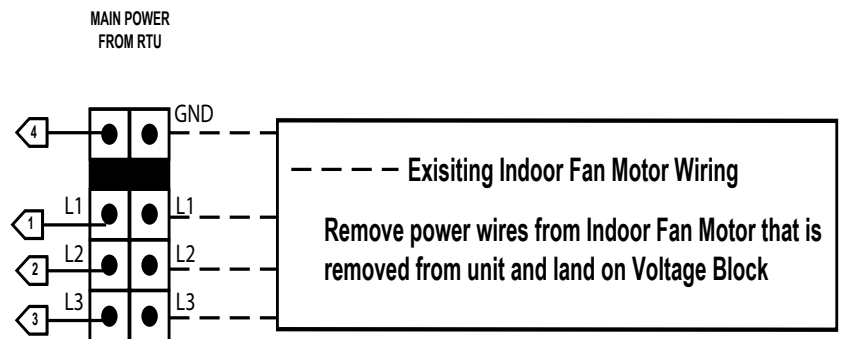 MAIN POWER
FROM RTU
GND
4
— — — — Exisiting Indoor Fan Motor Wiring
L1 L1
1
Remove power wires from Indoor Fan Motor that is
removed from unit and land on Voltage Block
L2 L2
2
L3 L3
3